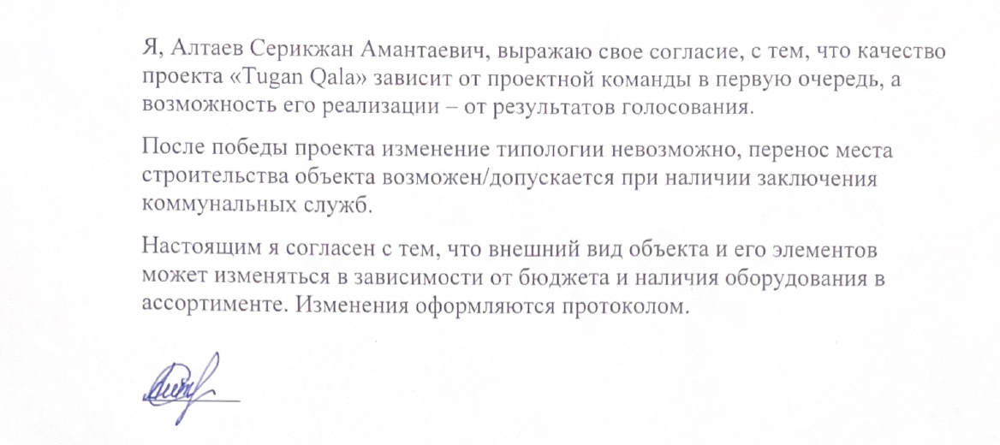 Я, Алтаев Серикжан Амантаевич, выражаю свое согласие, с тем, что качество
проекта «Tugan Qala» зависит от проектной команды в первую очередь, а
возможность его реализации – от результатов голосования.
После победы проекта изменение типологии невозможно, перенос места
строительства объекта возможен/допускается при наличии заключения
коммунальных служб.
Настоящим я согласен с тем, что внешний вид объекта и его элементов
может изменяться в зависимости от бюджета и наличия оборудования в
ассортименте. Изменения оформляются протоколом.